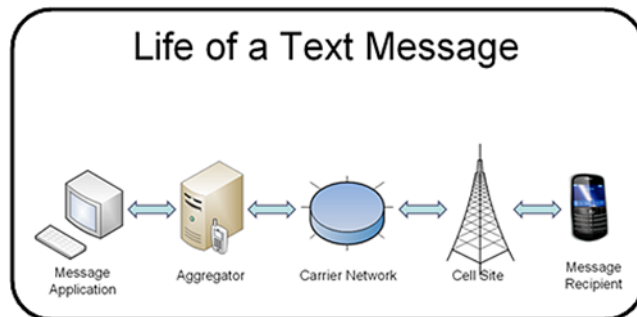 Life of a Text Message
Message
Application
Aggregator
Carrier Network
Cell Site
Message
Recipient